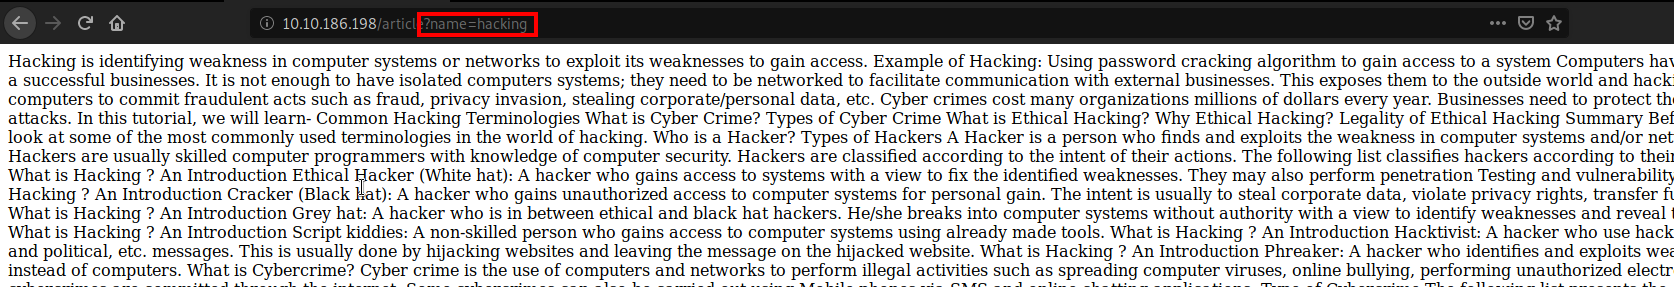 10.10.186.198/article?name=hacking
Hacking is identifying weakness in computer systems or networks to exploit its weaknesses to gain access. Example of Hacking: Using password cracking algorithm to gain access to a system Computers hav
a successful businesses. It is not enough to have isolated computers systems; they need to be networked to facilitate communication with external businesses. This exposes them to the outside world and hacki
computers to commit fraudulent acts such as fraud, privacy invasion, stealing corporate/personal data, etc. Cyber crimes cost many organizations millions of dollars every year. Businesses need to protect the
attacks. In this tutorial, we will learn- Common Hacking Terminologies What is Cyber Crime? Types of Cyber Crime What is Ethical Hacking? Why Ethical Hacking? Legality of Ethical Hacking Summary Bef
look at some of the most commonly used terminologies in the world of hacking. Who is a Hacker? Types of Hackers A Hacker is a person who finds and exploits the weakness in computer systems and/or net
Hackers are usually skilled computer programmers with knowledge of computer security. Hackers are classified according to the intent of their actions. The following list classifies hackers according to their
What is Hacking ? An Introduction Ethical Hacker (White hat): A hacker who gains access to systems with a view to fix the identified weaknesses. They may also perform penetration Testing and vulnerability
Hacking ? An Introduction Cracker (Black hat): A hacker who gains unauthorized access to computer systems for personal gain. The intent is usually to steal corporate data, violate privacy rights, transfer fu
What is Hacking ? An Introduction Grey hat: A hacker who is in between ethical and black hat hackers. He/she breaks into computer systems without authority with a view to identify weaknesses and reveal t
What is Hacking ? An Introduction Script kiddies: A non-skilled person who gains access to computer systems using already made tools. What is Hacking ? An Introduction Hacktivist: A hacker who use hack
and political, etc. messages. This is usually done by hijacking websites and leaving the message on the hijacked website. What is Hacking ? An Introduction Phreaker: A hacker who identifies and exploits wea
instead of computers. What is Cybercrime? Cyber crime is the use of computers and networks to perform illegal activities such as spreading computer viruses, online bullying, performing unauthorized electr